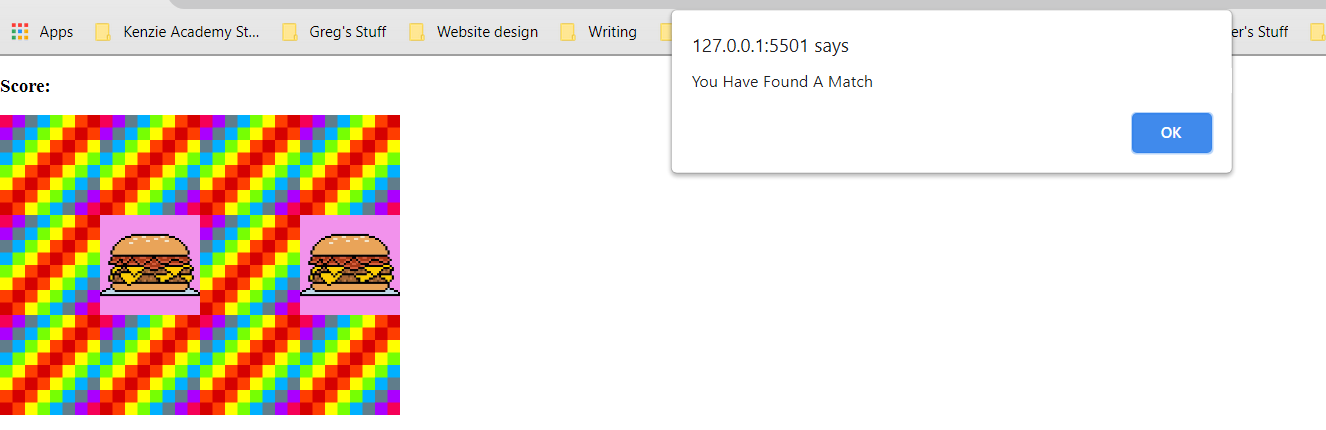 Apps Kenzie Academy St... Greg's Stuff Website design Writing er's Stuff
127.0.0.1:5501 says
You Have Found A Match
OK
Score: